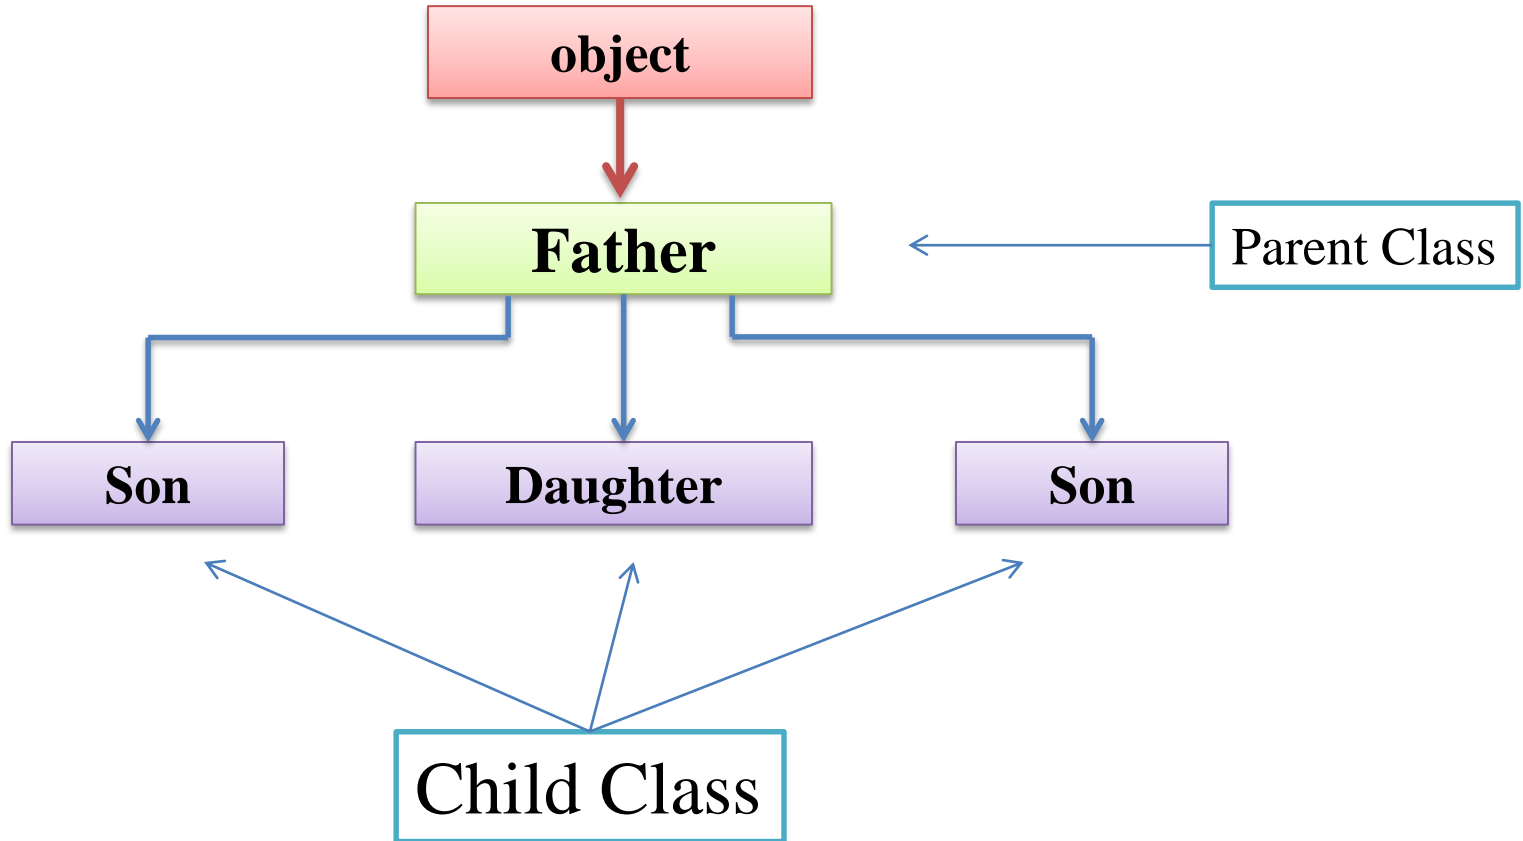 object
Father
Parent Class
Son
Daughter
Son
Child Class